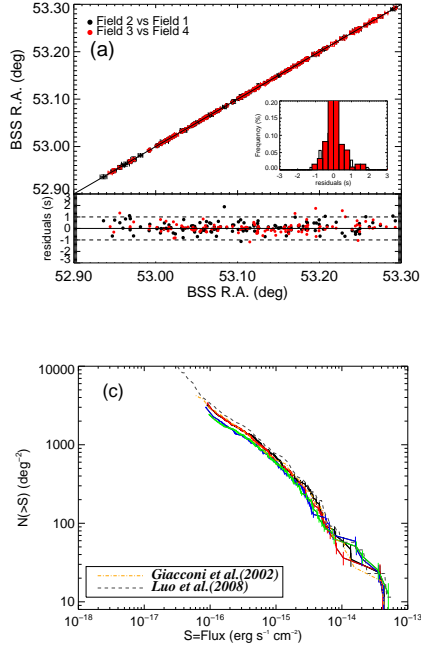 53.30
(a)
Field 2 vs Field 1
Field 3 vs Field 4
53.20
53.10
53.00
52.90
BSS R.A. (deg)
0.20
0.15
0.10
0.05
0.0
Frequency (%)
-3 -2 -1 0 1 2 3
residuals (s)
3
2
1
0
-1
-2
-3
residuals (s)
52.90 53.00 53.10 53.20 53.30
BSS R.A. (deg)
10000
(c)
1000
100
10
N(>S) (deg⁻²)
Giacconi et al.(2002)
Luo et al.(2008)
10⁻¹⁸ 10⁻¹⁷ 10⁻¹⁶ 10⁻¹⁵ 10⁻¹⁴ 10⁻¹³
S=Flux (erg s⁻¹ cm⁻²)